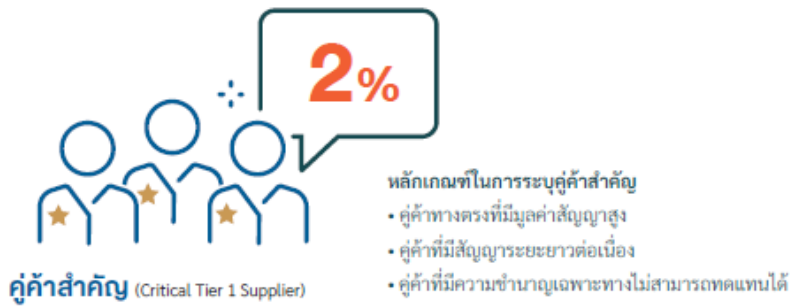 2%
หลักเกณฑ์ในการระบุคู่ค้าสำคัญ
• คู่ค้าทางตรงที่มีมูลค่าสัญญาสูง
• คู่ค้าที่มีสัญญาระยะยาวต่อเนื่อง
• คู่ค้าที่มีความชำนาญเฉพาะทางไม่สามารถทดแทนได้
คู่ค้าสำคัญ (Critical Tier 1 Supplier)